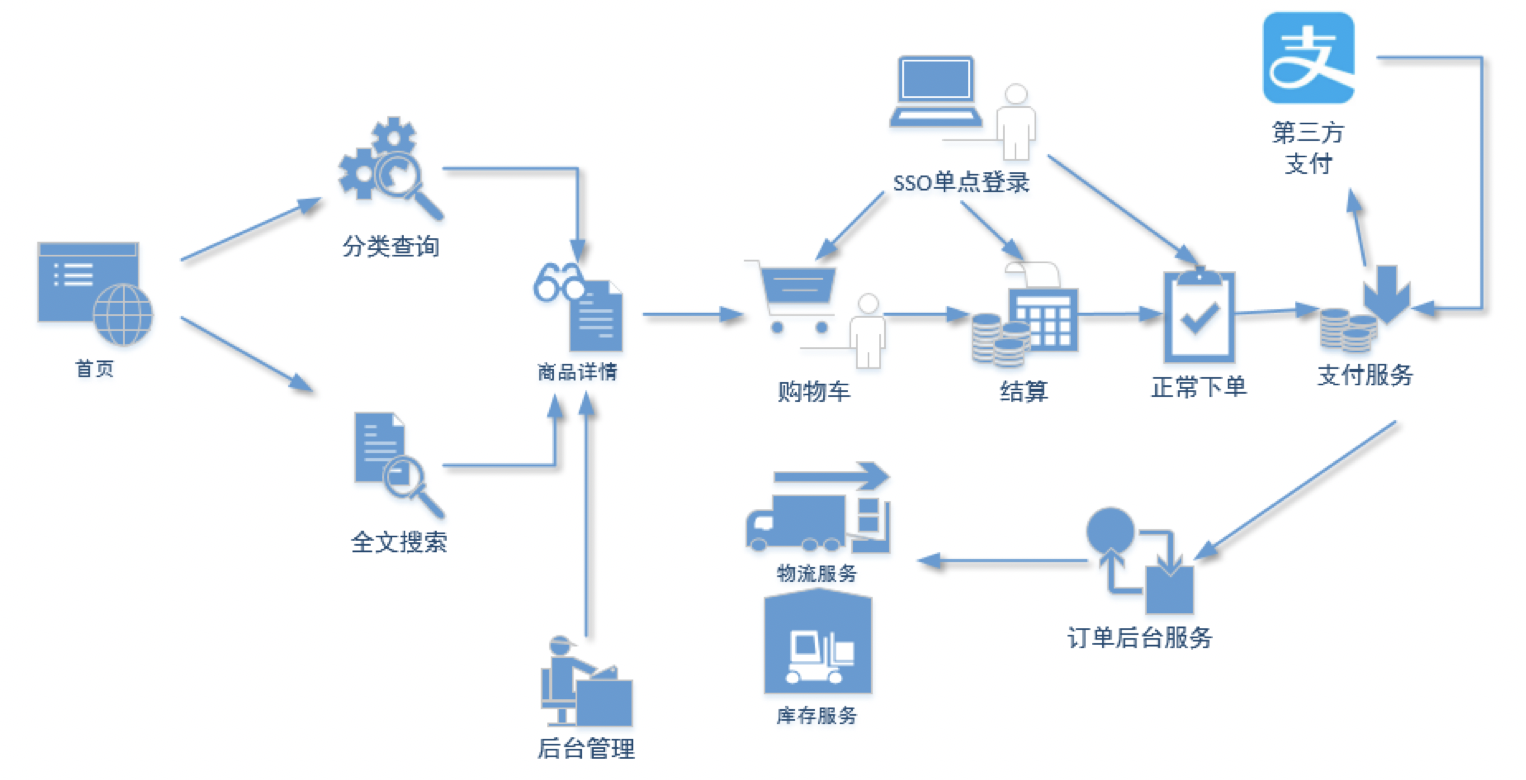 支
第三方
支付
SSO单点登录
分类查询
首页
商品详情
购物车
结算
正常下单
支付服务
全文搜索
物流服务
订单后台服务
库存服务
后台管理